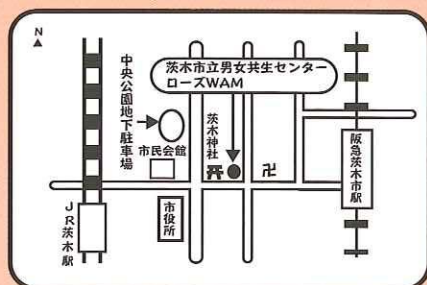 N
茨木市立男女共生センター
ローズWAM
中央公園地下駐車場
市民会館
茨木神社
卍
阪急茨木市駅
市役所
JR茨木駅